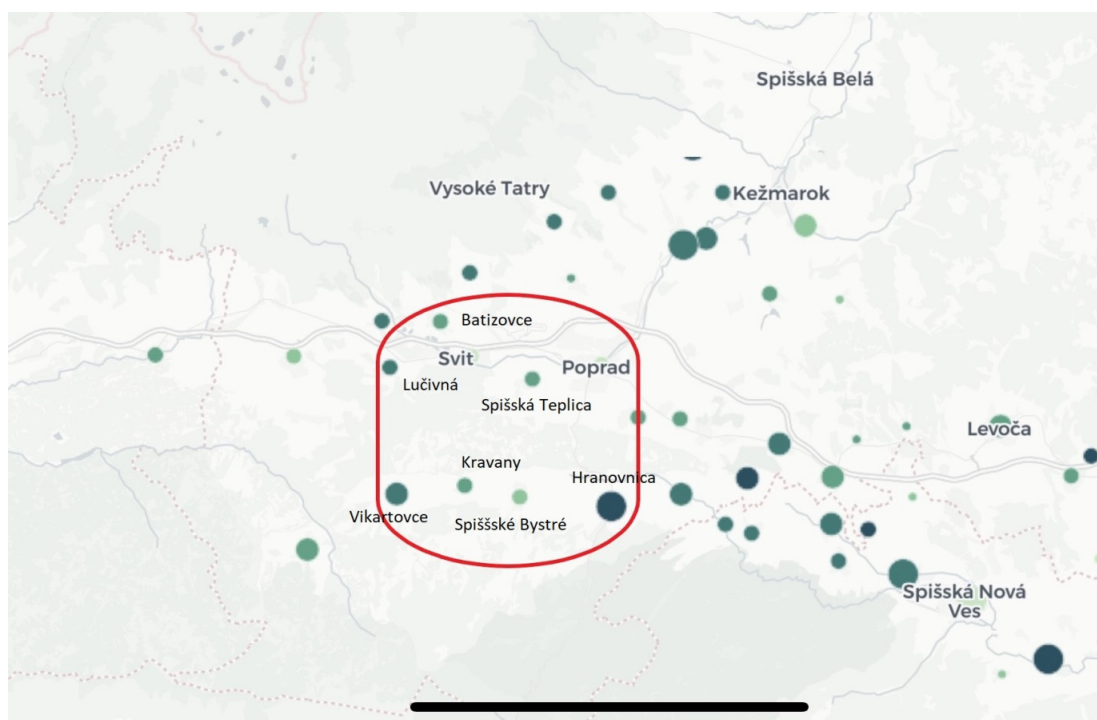 Spišská Belá
Vysoké Tatry
Kežmarok
Batizovce
Svit
Poprad
Lučivná
Spišská Teplica
Levoča
Kravany
Hranovnica
Vikartovce
Spiššské Bystré
Spišská Nová
Ves